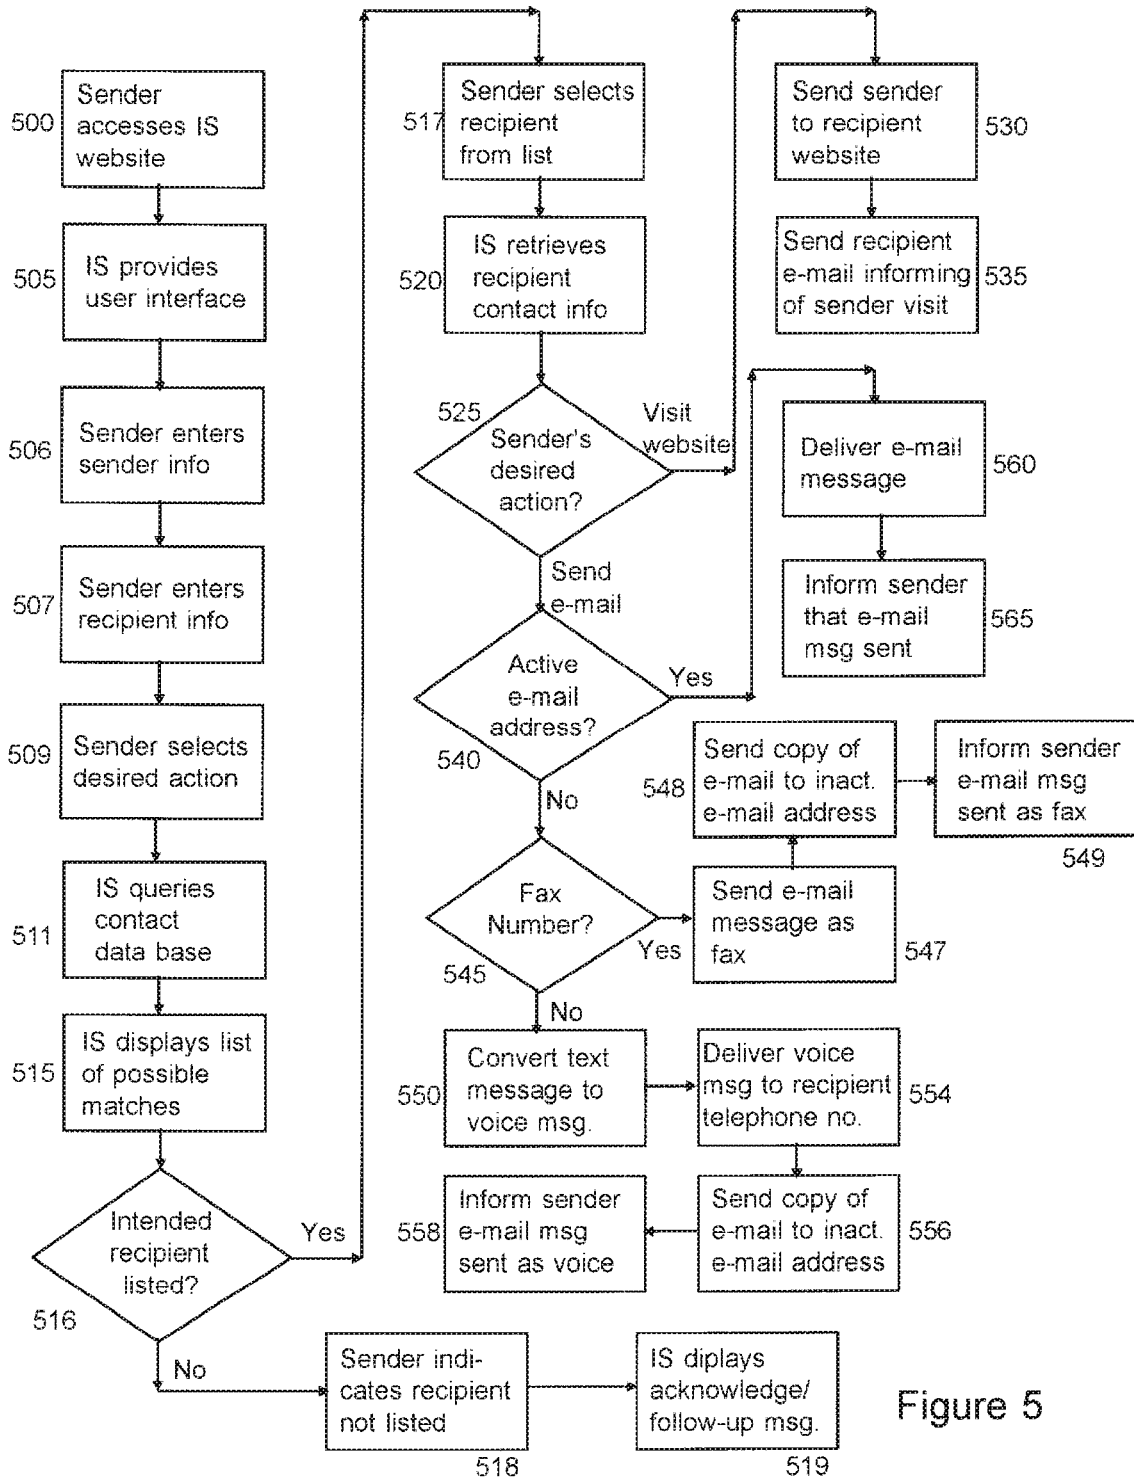 500
Sender
accesses IS
website
505
IS provides
user interface
506
Sender enters
sender info
507
Sender enters
recipient info
509
Sender selects
desired action
511
IS queries
contact
data base
515
IS displays list
of possible
matches
Intended
recipient
listed?
516
Yes
No
517
Sender selects
recipient
from list
520
IS retrieves
recipient
contact info
525
Sender's
desired
action?
Visit
website
Send
e-mail
Send sender
to recipient
website
530
Send recipient
e-mail informing
of sender visit
535
Active
e-mail
address?
540
Yes
No
Deliver e-mail
message
560
Inform sender
that e-mail
msg sent
565
Fax
Number?
545
Yes
No
Send e-mail
message as
fax
547
548
Send copy of
e-mail to inact.
e-mail address
Inform sender
e-mail msg
sent as fax
549
550
Convert text
message to
voice msg.
Deliver voice
msg to recipient
telephone no.
554
Send copy of
e-mail to inact.
e-mail address
556
558
Inform sender
e-mail msg
sent as voice
Sender indi-
cates recipient
not listed
518
IS diplays
acknowledge/
follow-up msg.
519
Figure 5